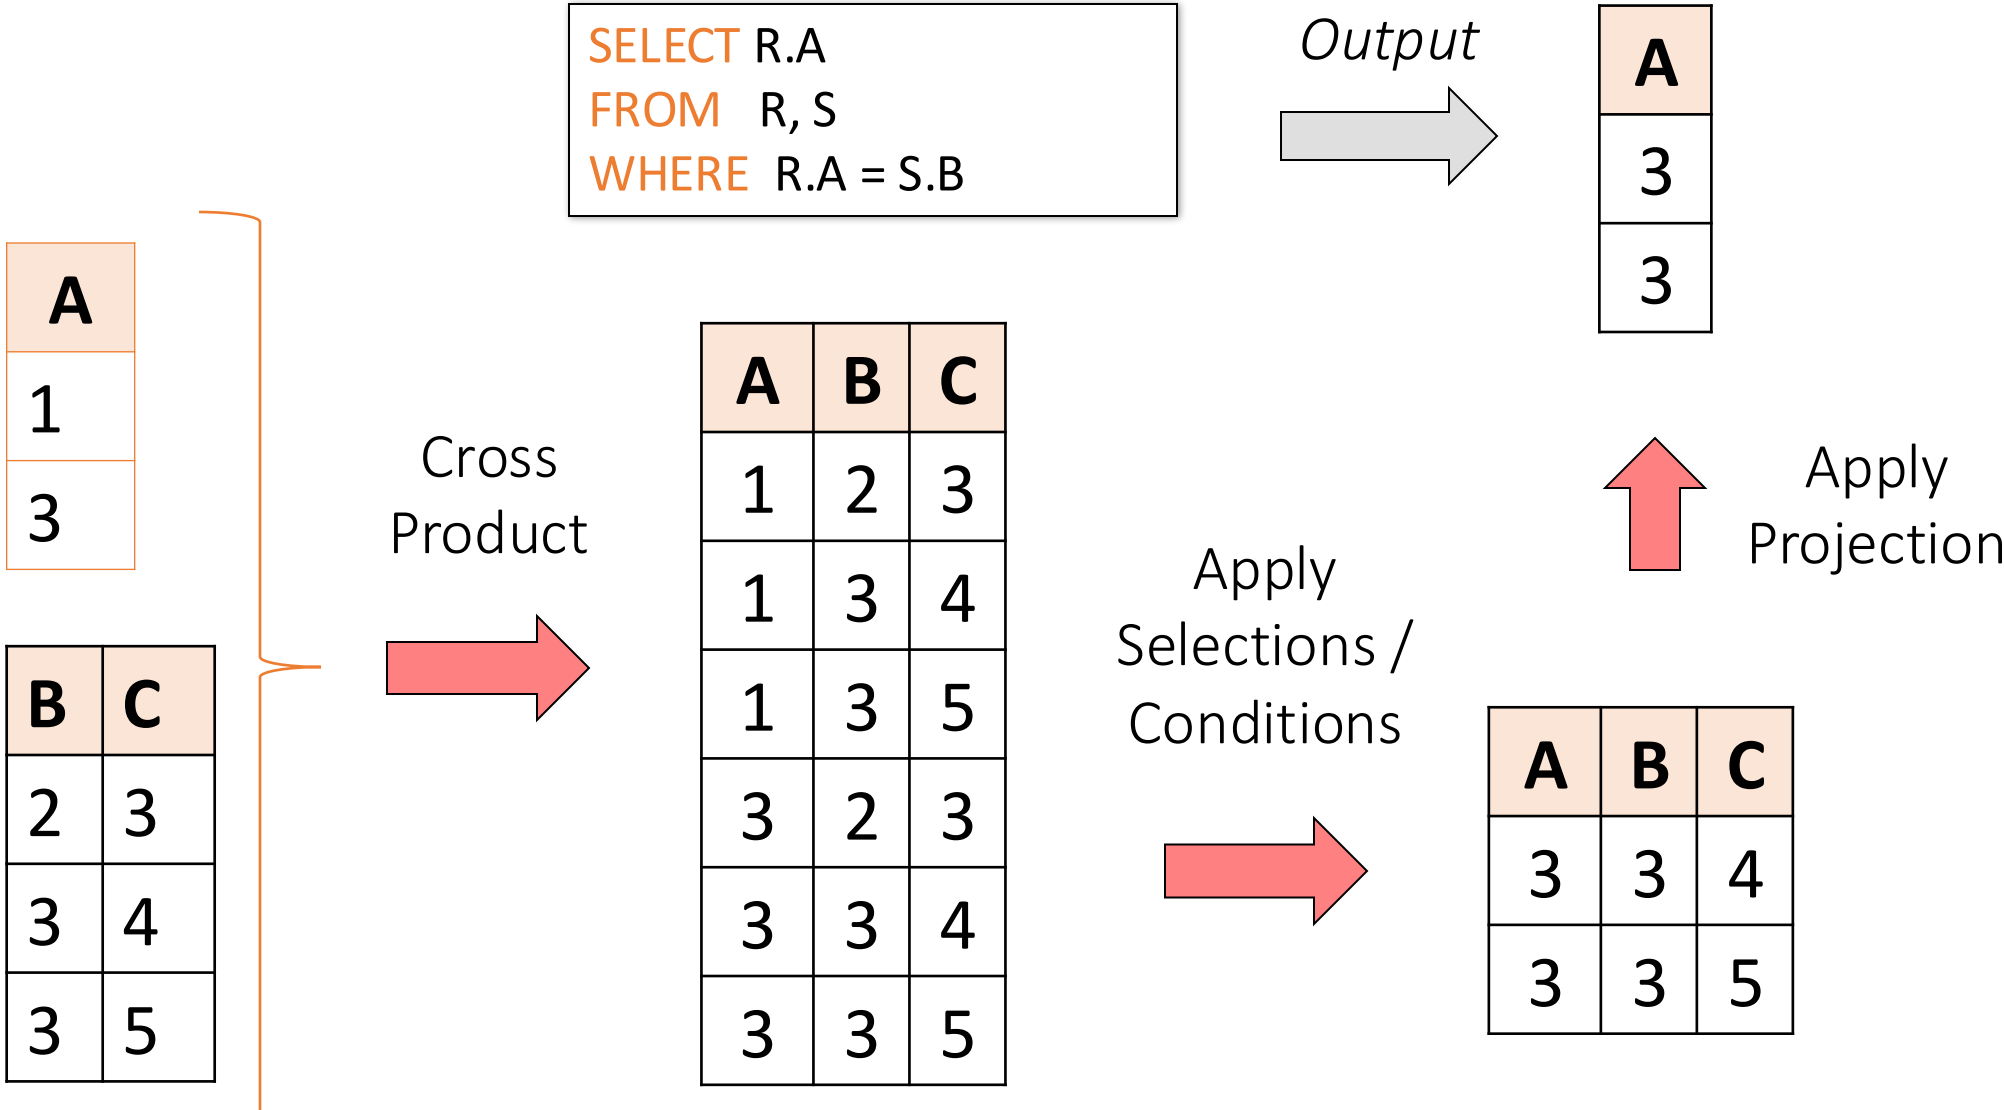 SELECT R.A
FROM R, S
WHERE R.A = S.B
Output
A
3
3
A
1
3
B C
2 3
3 4
3 5
Cross
Product
A B C
1 2 3
1 3 4
1 3 5
3 2 3
3 3 4
3 3 5
Apply
Selections /
Conditions
A B C
3 3 4
3 3 5
Apply
Projection